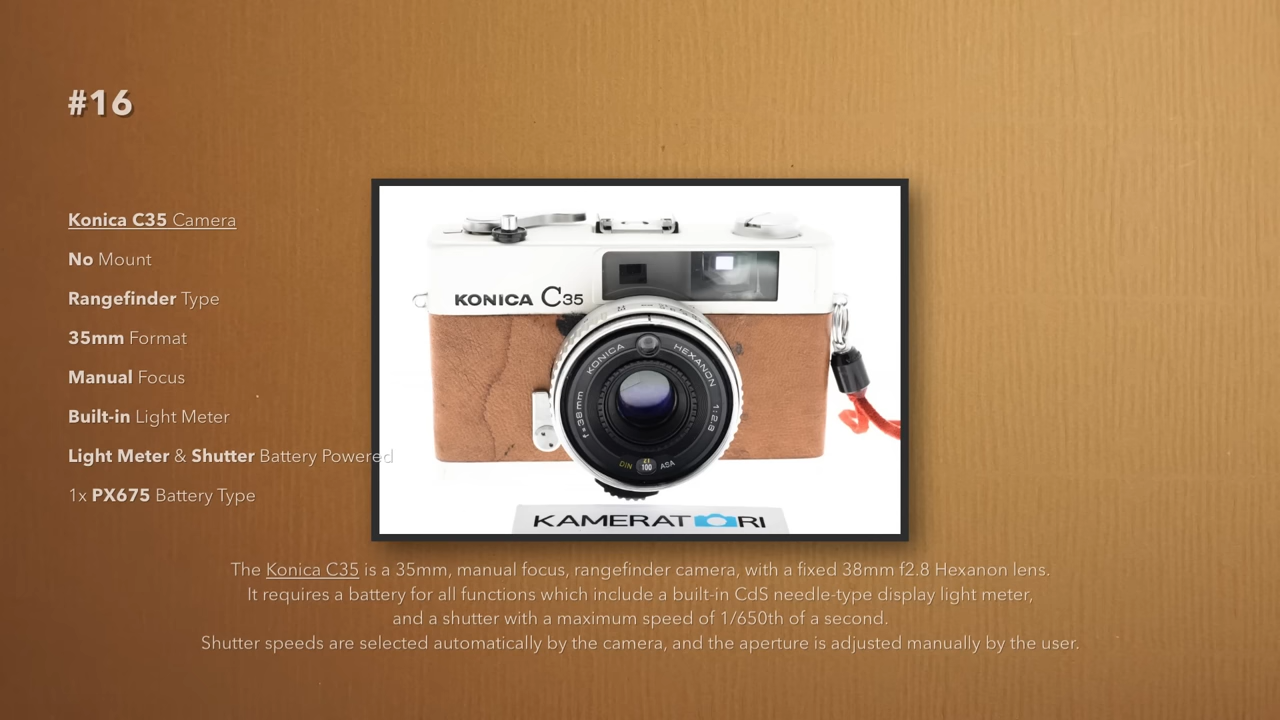 #16
Konica C35 Camera
No Mount
Rangefinder Type
35mm Format
Manual Focus
Built-in Light Meter
Light Meter & Shutter Battery Powered
1x PX675 Battery Type
KONICA C35
KONICA HEXANON 1:2.8 f=38mm
DIN 21 100 ASA
KAMERATORI
The Konica C35 is a 35mm, manual focus, rangefinder camera, with a fixed 38mm f2.8 Hexanon lens.
It requires a battery for all functions which include a built-in CdS needle-type display light meter,
and a shutter with a maximum speed of 1/650th of a second.
Shutter speeds are selected automatically by the camera, and the aperture is adjusted manually by the user.